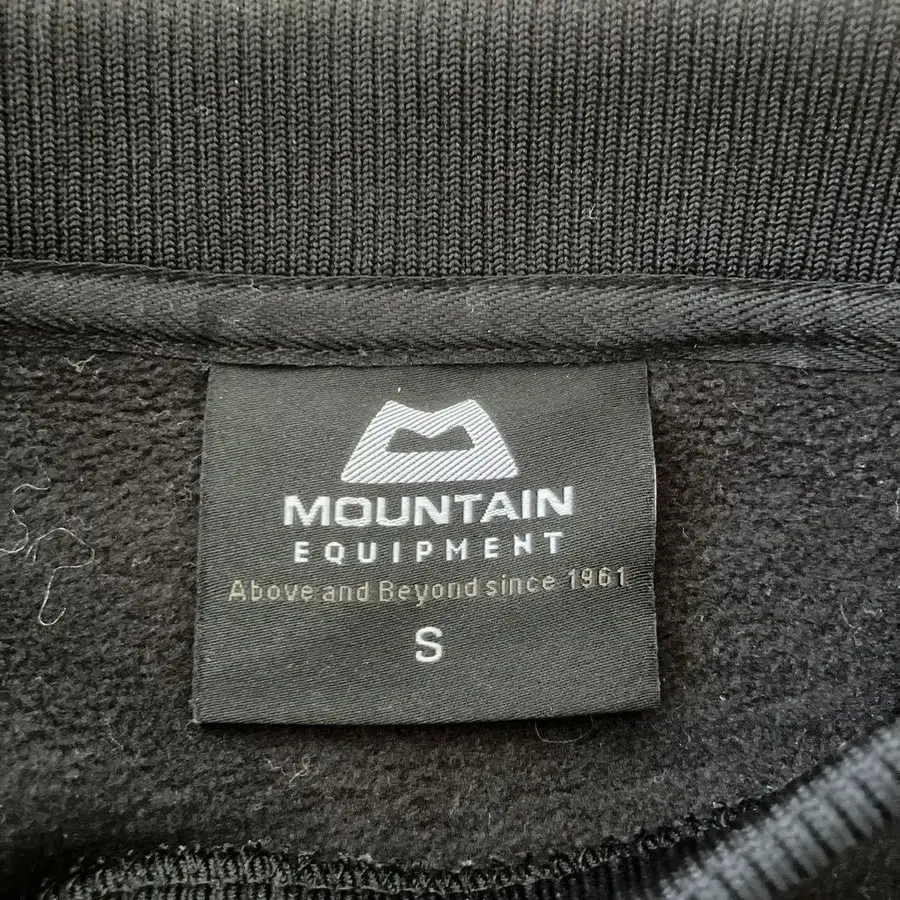 MOUNTAIN
EQUIPMENT
Above and Beyond since 1961
S